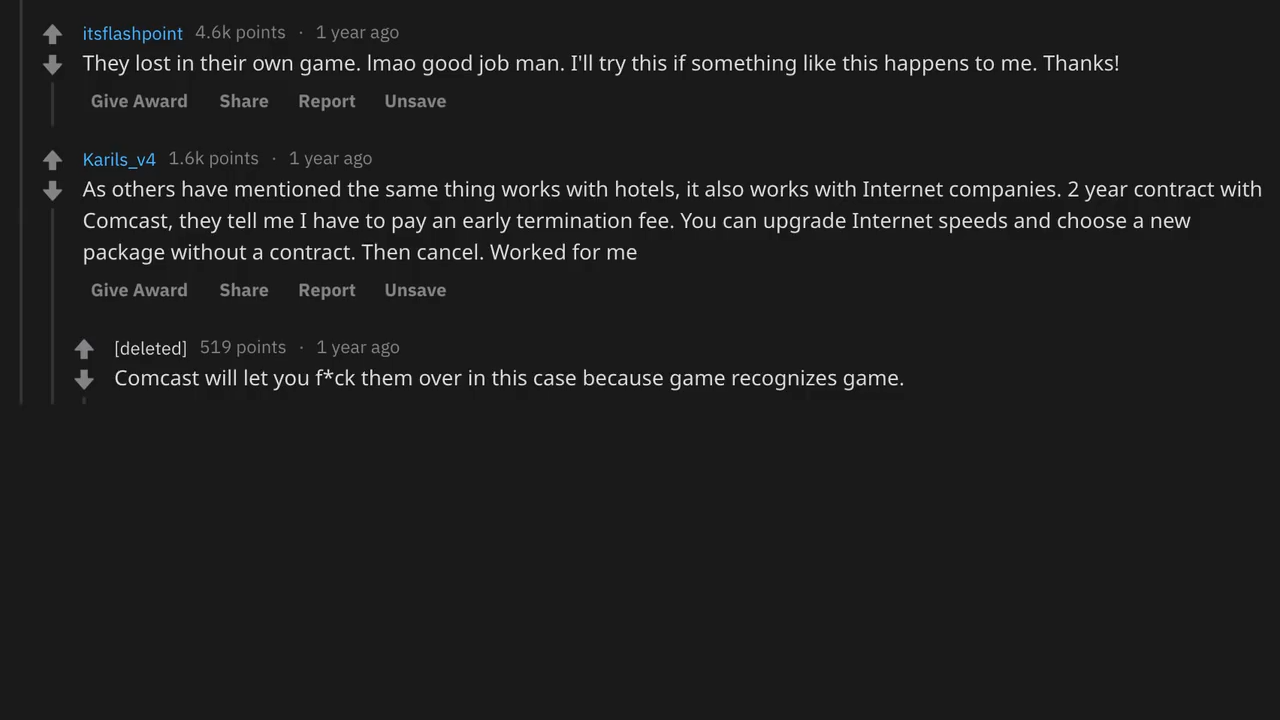 itsflashpoint 4.6k points · 1 year ago
They lost in their own game. lmao good job man. I'll try this if something like this happens to me. Thanks!
Give Award Share Report Unsave
Karils_v4 1.6k points · 1 year ago
As others have mentioned the same thing works with hotels, it also works with Internet companies. 2 year contract with
Comcast, they tell me I have to pay an early termination fee. You can upgrade Internet speeds and choose a new
package without a contract. Then cancel. Worked for me
Give Award Share Report Unsave
[deleted] 519 points · 1 year ago
Comcast will let you f*ck them over in this case because game recognizes game.